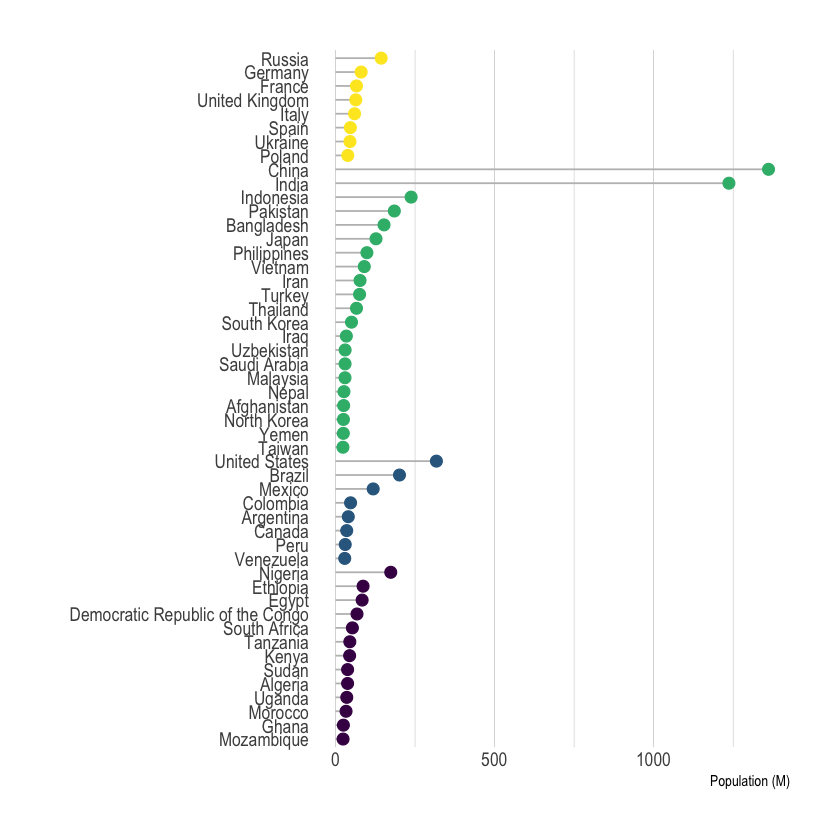 Russia
Germany
France
United Kingdom
Italy
Spain
Ukraine
Poland
China
India
Indonesia
Pakistan
Bangladesh
Japan
Philippines
Vietnam
Iran
Turkey
Thailand
South Korea
Iraq
Uzbekistan
Saudi Arabia
Malaysia
Nepal
Afghanistan
North Korea
Yemen
Taiwan
United States
Brazil
Mexico
Colombia
Argentina
Canada
Peru
Venezuela
Nigeria
Ethiopia
Egypt
Democratic Republic of the Congo
South Africa
Tanzania
Kenya
Sudan
Algeria
Uganda
Morocco
Ghana
Mozambique
0 500 1000
Population (M)